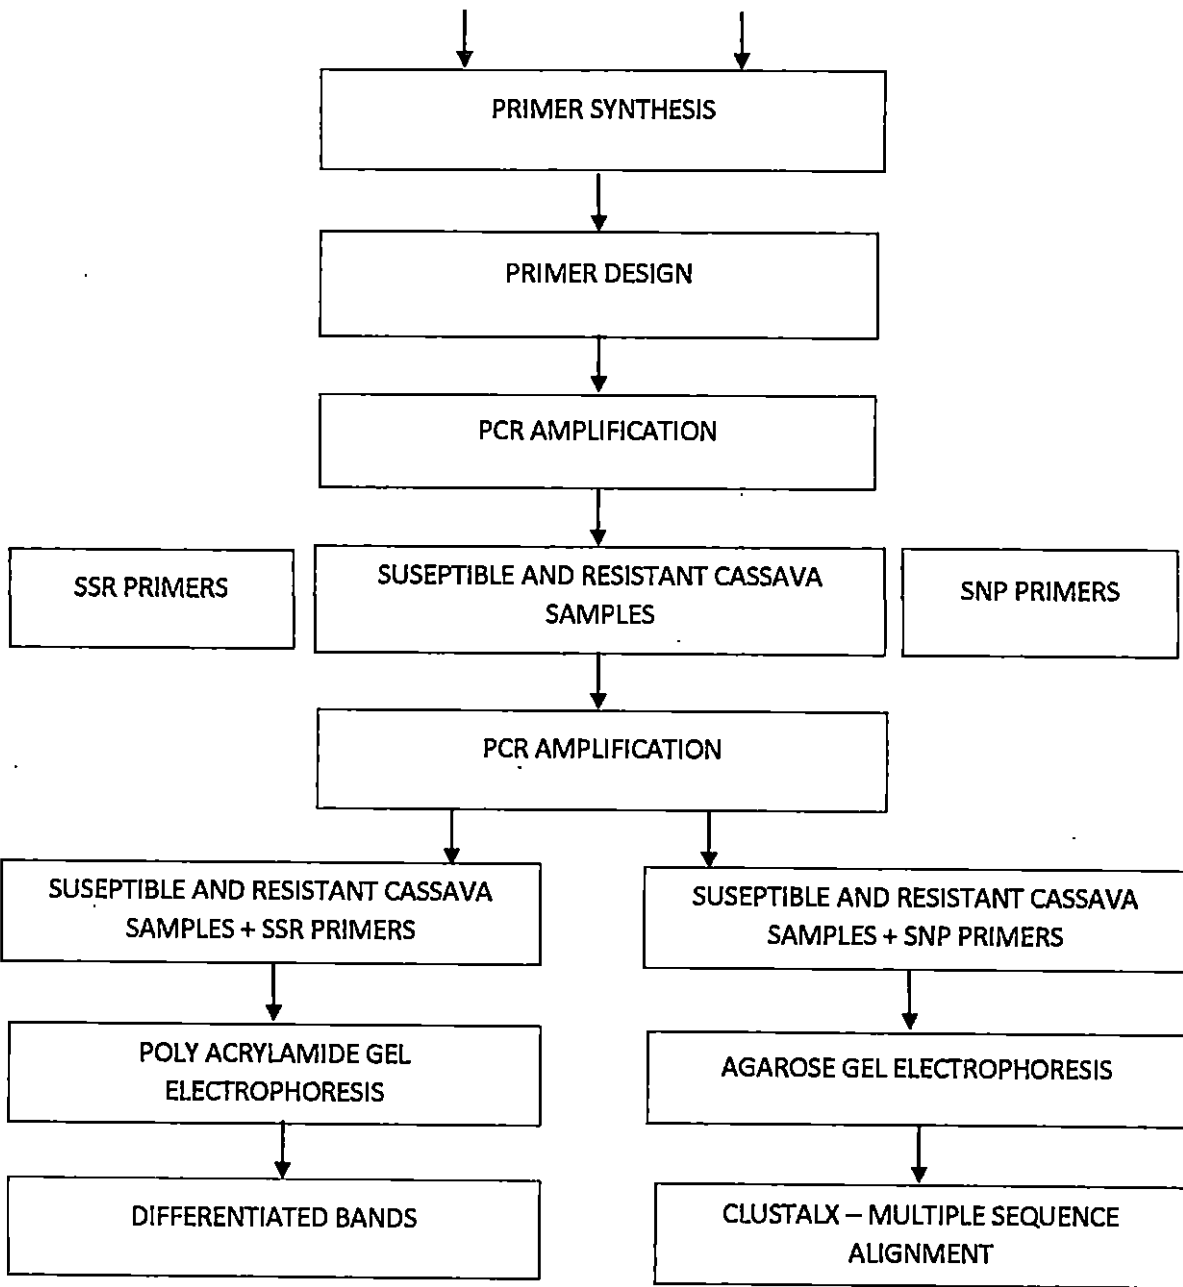 PRIMER SYNTHESIS
PRIMER DESIGN
PCR AMPLIFICATION
SSR PRIMERS
SUSEPTIBLE AND RESISTANT CASSAVA
SAMPLES
SNP PRIMERS
PCR AMPLIFICATION
SUSEPTIBLE AND RESISTANT CASSAVA
SAMPLES + SSR PRIMERS
SUSEPTIBLE AND RESISTANT CASSAVA
SAMPLES + SNP PRIMERS
POLY ACRYLAMIDE GEL
ELECTROPHORESIS
AGAROSE GEL ELECTROPHORESIS
DIFFERENTIATED BANDS
CLUSTALX – MULTIPLE SEQUENCE
ALIGNMENT